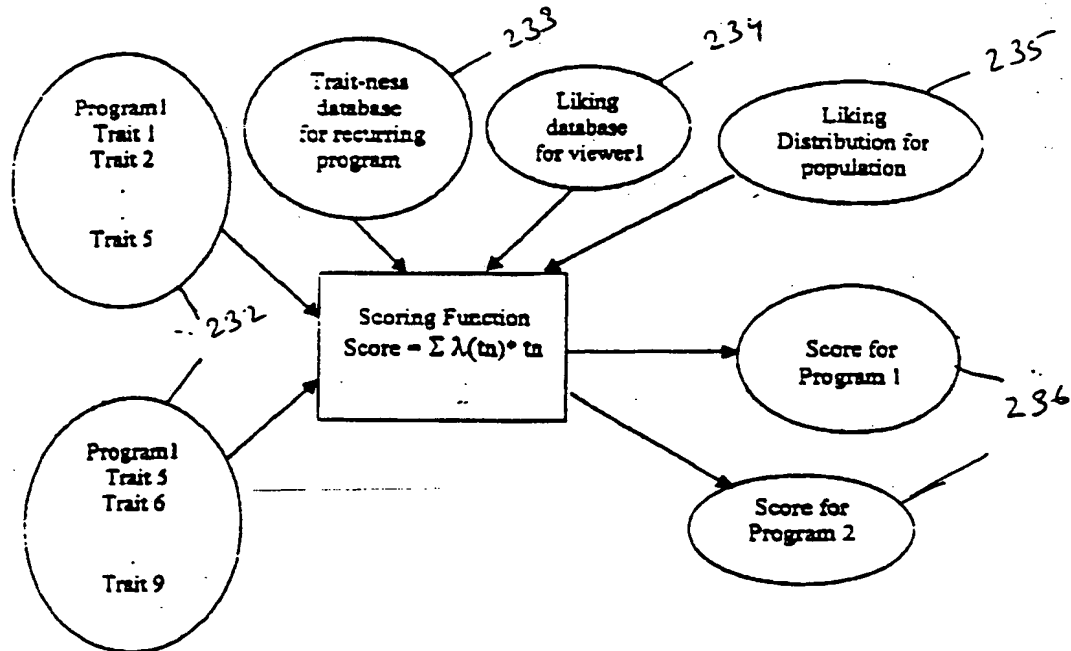 233
234
235
Program1
Trait 1
Trait 2
.
Trait 5
Trait-ness
database
for recurring
program
Liking
database
for viewer1
Liking
Distribution for
population
232
Scoring Function
Score = Σ λ(tn)* tn
Score for
Program 1
236
Program1
Trait 5
Trait 6
Trait 9
Score for
Program 2